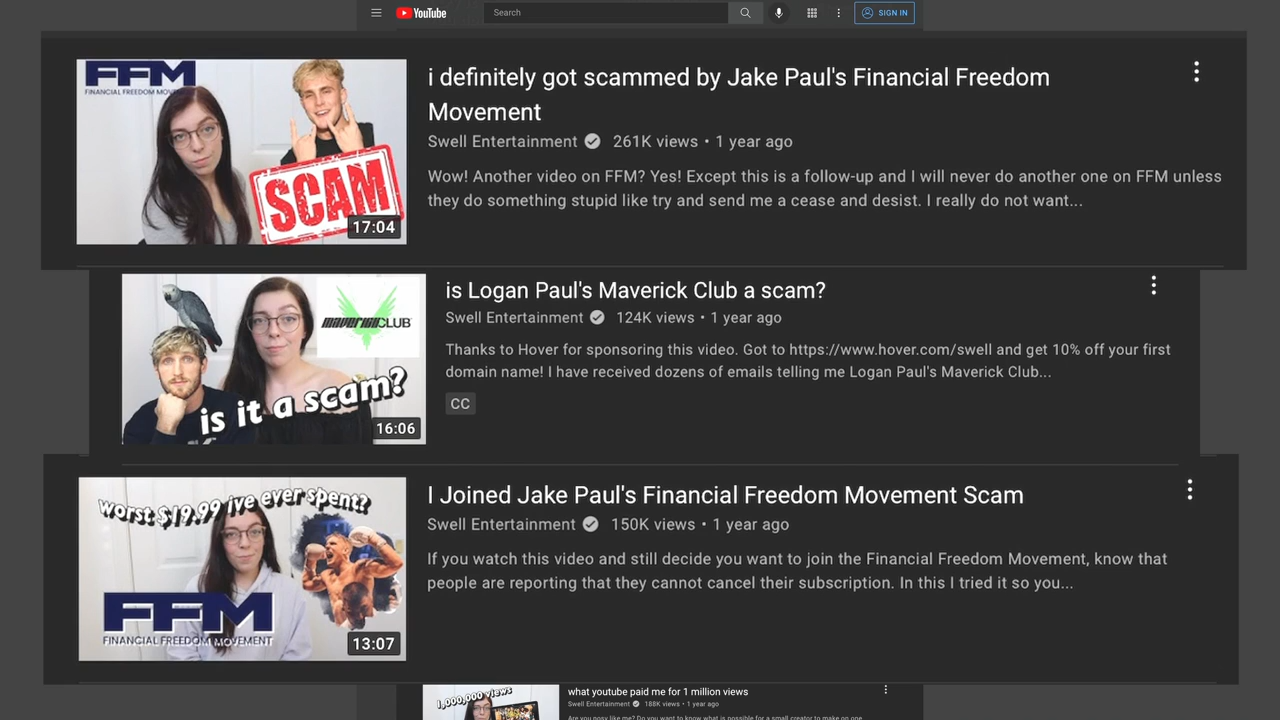 YouTube
Search
SIGN IN
FFM
FINANCIAL FREEDOM MOVEM
SCAM
17:04
i definitely got scammed by Jake Paul's Financial Freedom
Movement
Swell Entertainment 261K views • 1 year ago
Wow! Another video on FFM? Yes! Except this is a follow-up and I will never do another one on FFM unless
they do something stupid like try and send me a cease and desist. I really do not want...
MAVERICKCLUB
is it a scam?
16:06
is Logan Paul's Maverick Club a scam?
Swell Entertainment 124K views • 1 year ago
Thanks to Hover for sponsoring this video. Got to https://www.hover.com/swell and get 10% off your first
domain name! I have received dozens of emails telling me Logan Paul's Maverick Club...
CC
worst $19.99 ive ever spent?
FFM
FINANCIAL FREEDOM MOVEMENT
13:07
I Joined Jake Paul's Financial Freedom Movement Scam
Swell Entertainment 150K views • 1 year ago
If you watch this video and still decide you want to join the Financial Freedom Movement, know that
people are reporting that they cannot cancel their subscription. In this I tried it so you...
1,000,000 views
what youtube paid me for 1 million views
Swell Entertainment 188K views • 1 year ago
Are you nosy like me? Do you want to know what is possible for a small creator to make on one